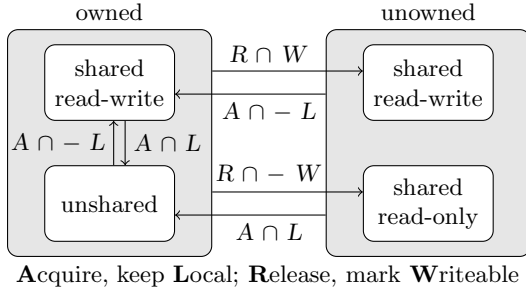 owned
unowned
shared
read-write
R ∩ W
shared
read-write
A ∩ − L
A ∩ − L
A ∩ L
unshared
R ∩ − W
shared
read-only
A ∩ L
Acquire, keep Local; Release, mark Writeable